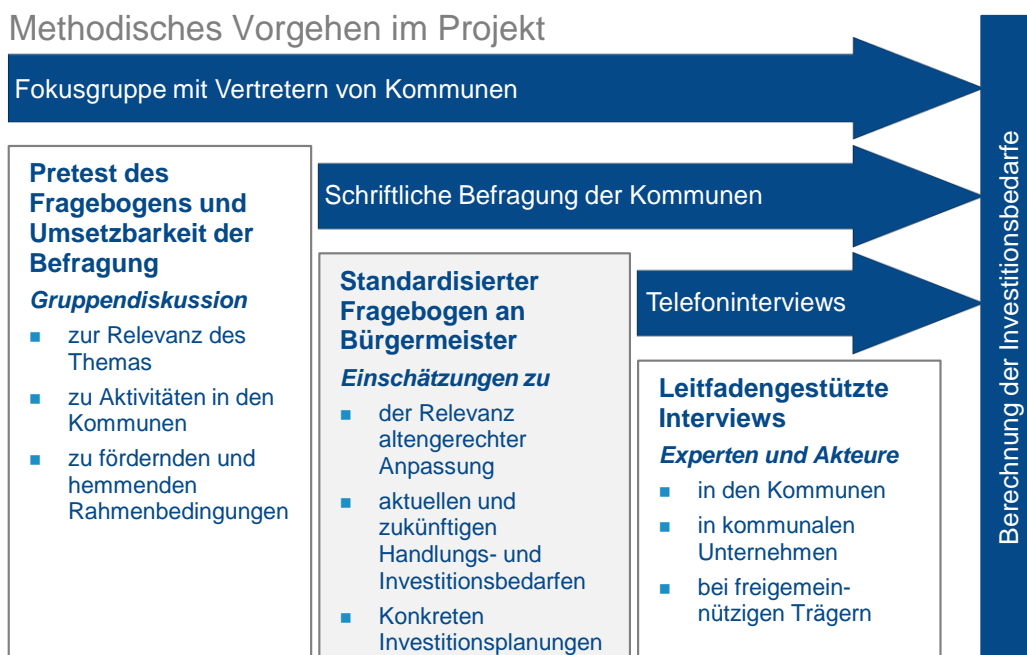 Methodisches Vorgehen im Projekt
Fokusgruppe mit Vertretern von Kommunen
Pretest des
Fragebogens und
Umsetzbarkeit der
Befragung
Gruppendiskussion
zur Relevanz des
Themas
zu Aktivitäten in den
Kommunen
zu fördernden und
hemmenden
Rahmenbedingungen
Schriftliche Befragung der Kommunen
Standardisierter
Fragebogen an
Bürgermeister
Einschätzungen zu
der Relevanz
altengerechter
Anpassung
aktuellen und
zukünftigen
Handlungs- und
Investitionsbedarfen
Konkreten
Investitionsplanungen
Telefoninterviews
Leitfadengestützte
Interviews
Experten und Akteure
in den Kommunen
in kommunalen
Unternehmen
bei freigemein-
nützigen Trägern
Berechnung der Investitionsbedarfe